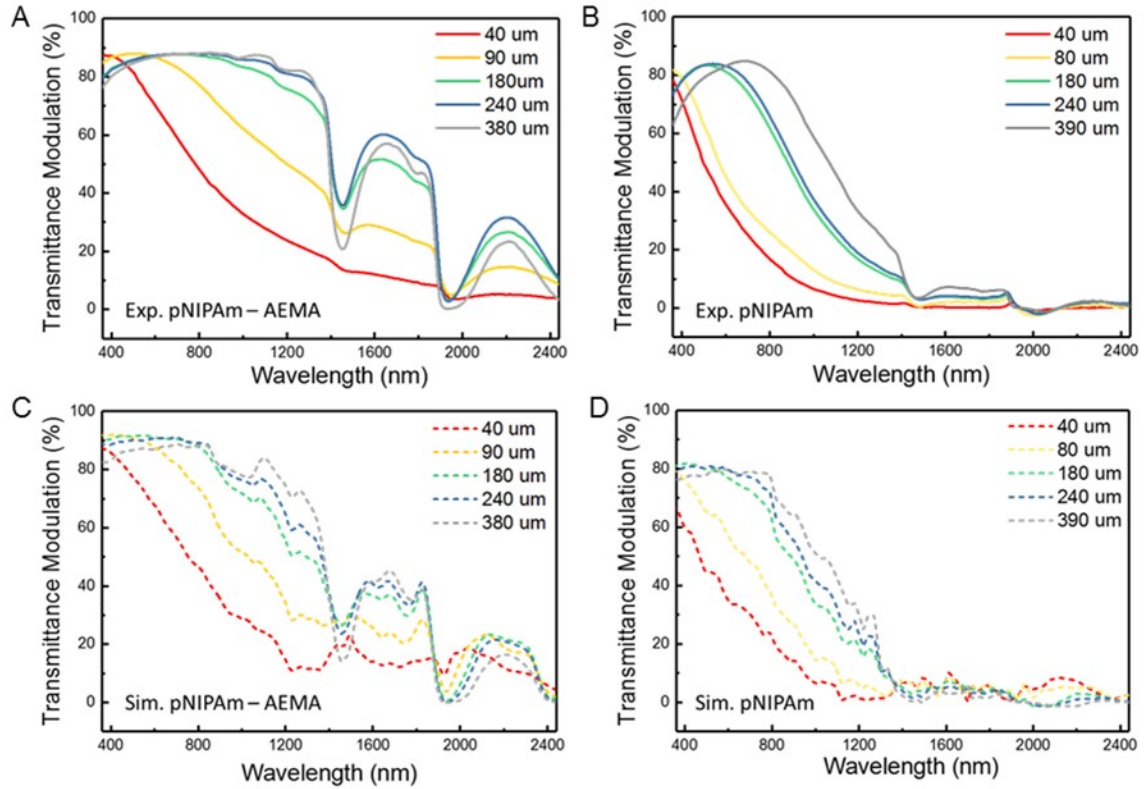 A
Transmittance Modulation (%)
100
80
60
40
20
0
40 um
90 um
180um
240 um
380 um
Exp. pNIPAm – AEMA
400 800 1200 1600 2000 2400
Wavelength (nm)
B
Transmittance Modulation (%)
100
80
60
40
20
0
40 um
80 um
180 um
240 um
390 um
Exp. pNIPAm
400 800 1200 1600 2000 2400
Wavelength (nm)
C
Transmittance Modulation (%)
100
80
60
40
20
0
40 um
90 um
180 um
240 um
380 um
Sim. pNIPAm – AEMA
400 800 1200 1600 2000 2400
Wavelength (nm)
D
Transmittance Modulation (%)
100
80
60
40
20
0
40 um
80 um
180 um
240 um
390 um
Sim. pNIPAm
400 800 1200 1600 2000 2400
Wavelength (nm)